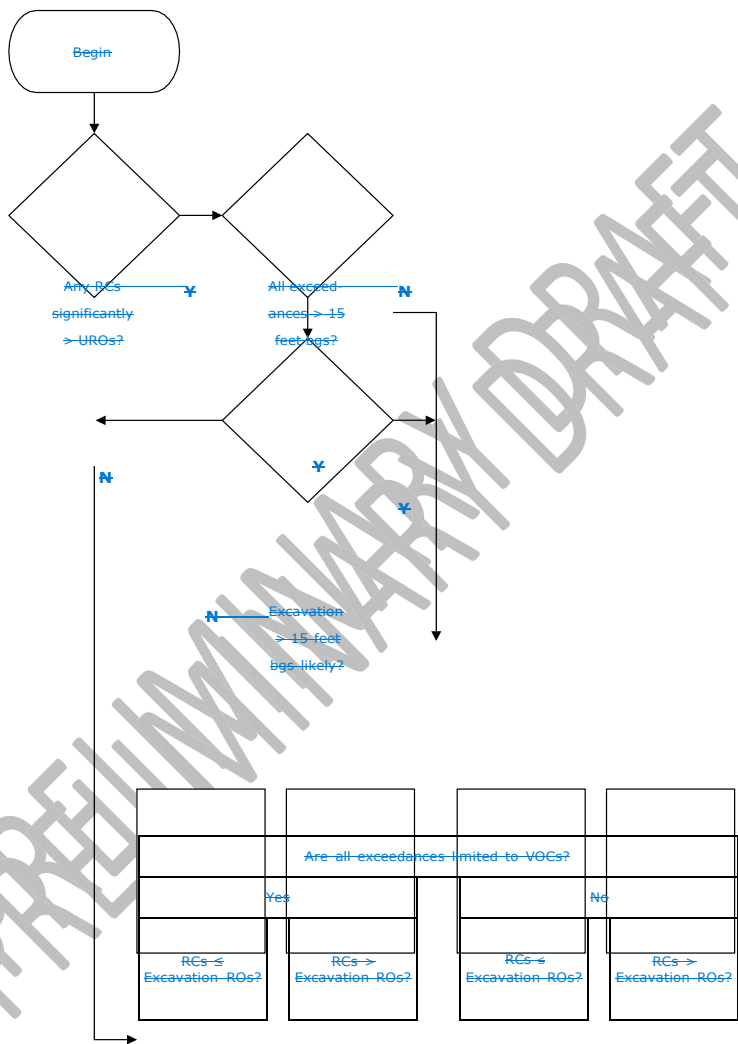 Begin
Any RCs
significantly
> UROs?
Y
All exceed-
ances > 15
feet bgs?
N
Y
N
Y
N
Excavation
> 15 feet
bgs likely?
Are all exceedances limited to VOCs?
Yes
No
RCs ≤
Excavation ROs?
RCs >
Excavation ROs?
RCs ≤
Excavation ROs?
RCs >
Excavation ROs?
PRELIMINARY DRAFT
PRELIMINARY DRAFT